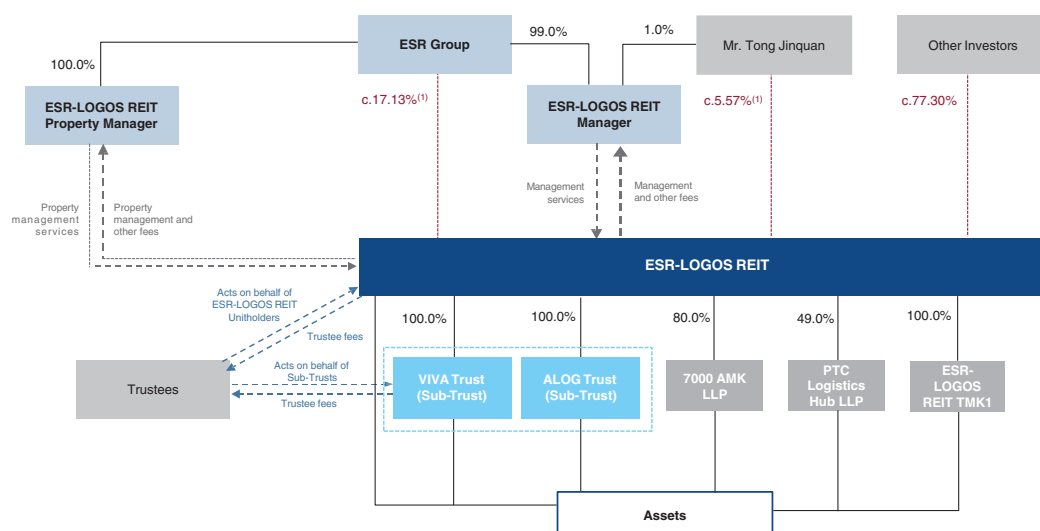 ESR Group
99.0%
1.0%
Mr. Tong Jinquan
Other Investors
100.0%
ESR-LOGOS REIT
Property Manager
c.17.13%(1)
ESR-LOGOS REIT
Manager
c.5.57%(1)
c.77.30%
Property
management
services
Property
management and
other fees
Management
services
Management
and other fees
ESR-LOGOS REIT
Acts on behalf of
ESR-LOGOS REIT
Unitholders
Trustee fees
100.0%
100.0%
80.0%
49.0%
100.0%
Trustees
Acts on behalf of
Sub-Trusts
Trustee fees
VIVA Trust
(Sub-Trust)
ALOG Trust
(Sub-Trust)
7000 AMK
LLP
PTC
Logistics
Hub LLP
ESR-
LOGOS
REIT TMK1
Assets